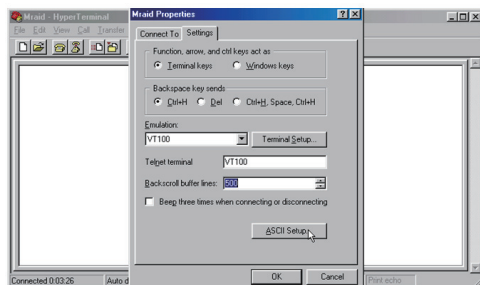 Mraid - HyperTerminal
File Edit View Call Transfer
Mraid Properties
Connect To Settings
Function, arrow, and ctrl keys act as
Terminal keys Windows keys
Backspace key sends
Ctrl+H Del Ctrl+H, Space, Ctrl+H
Emulation:
VT100 Terminal Setup...
Telnet terminal VT100
Backscroll buffer lines: 500
Beep three times when connecting or disconnecting
ASCII Setup...
OK Cancel
Connected 0:03:26 Auto d Print echo